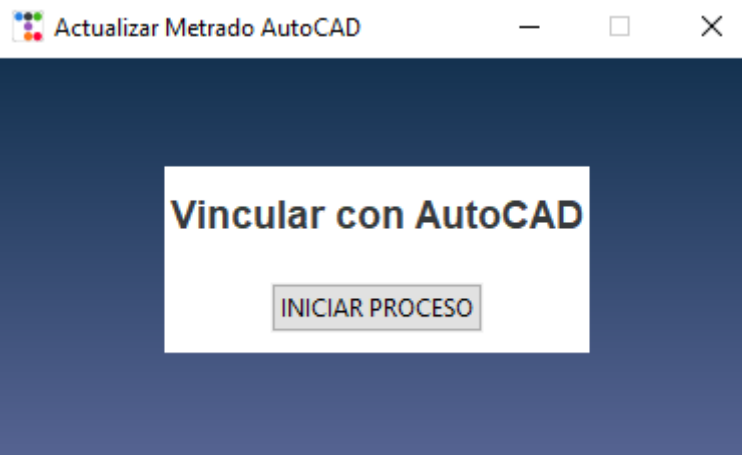 Actualizar Metrado AutoCAD
Vincular con AutoCAD
INICIAR PROCESO